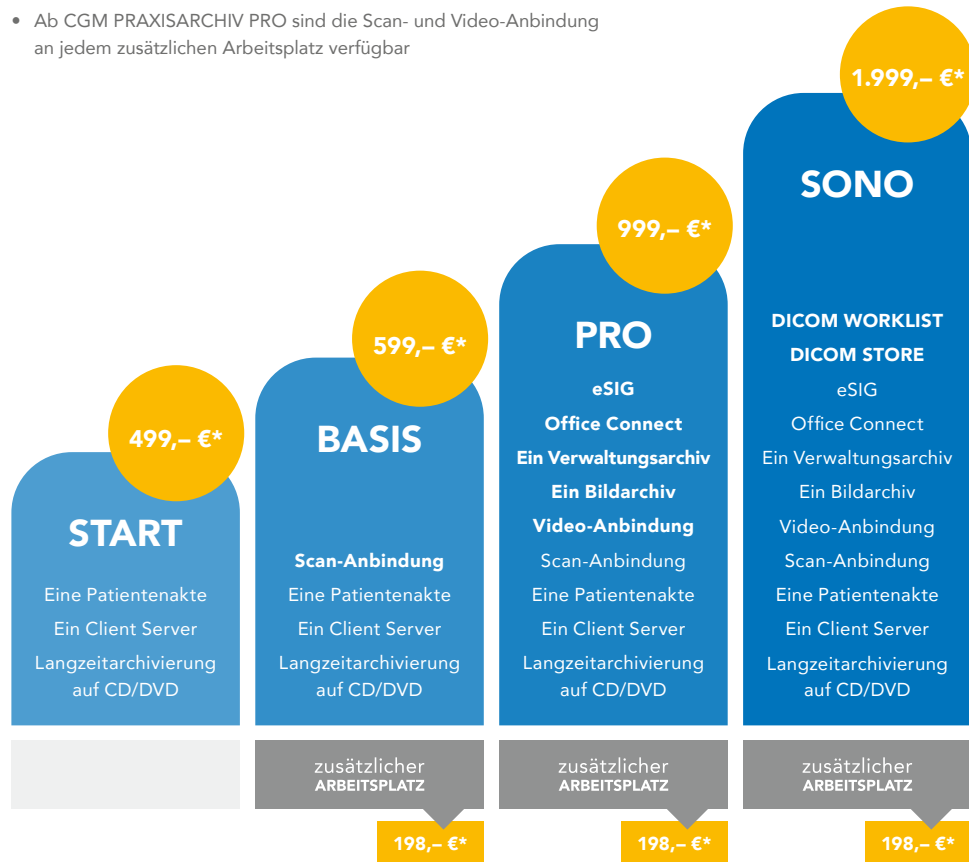 • Ab CGM PRAXISARCHIV PRO sind die Scan- und Video-Anbindung
an jedem zusätzlichen Arbeitsplatz verfügbar
499,– €*
START
Eine Patientenakte
Ein Client Server
Langzeitarchivierung
auf CD/DVD
599,– €*
BASIS
Scan-Anbindung
Eine Patientenakte
Ein Client Server
Langzeitarchivierung
auf CD/DVD
zusätzlicher
ARBEITSPLATZ
198,– €*
999,– €*
PRO
eSIG
Office Connect
Ein Verwaltungsarchiv
Ein Bildarchiv
Video-Anbindung
Scan-Anbindung
Eine Patientenakte
Ein Client Server
Langzeitarchivierung
auf CD/DVD
zusätzlicher
ARBEITSPLATZ
198,– €*
1.999,– €*
SONO
DICOM WORKLIST
DICOM STORE
eSIG
Office Connect
Ein Verwaltungsarchiv
Ein Bildarchiv
Video-Anbindung
Scan-Anbindung
Eine Patientenakte
Ein Client Server
Langzeitarchivierung
auf CD/DVD
zusätzlicher
ARBEITSPLATZ
198,– €*